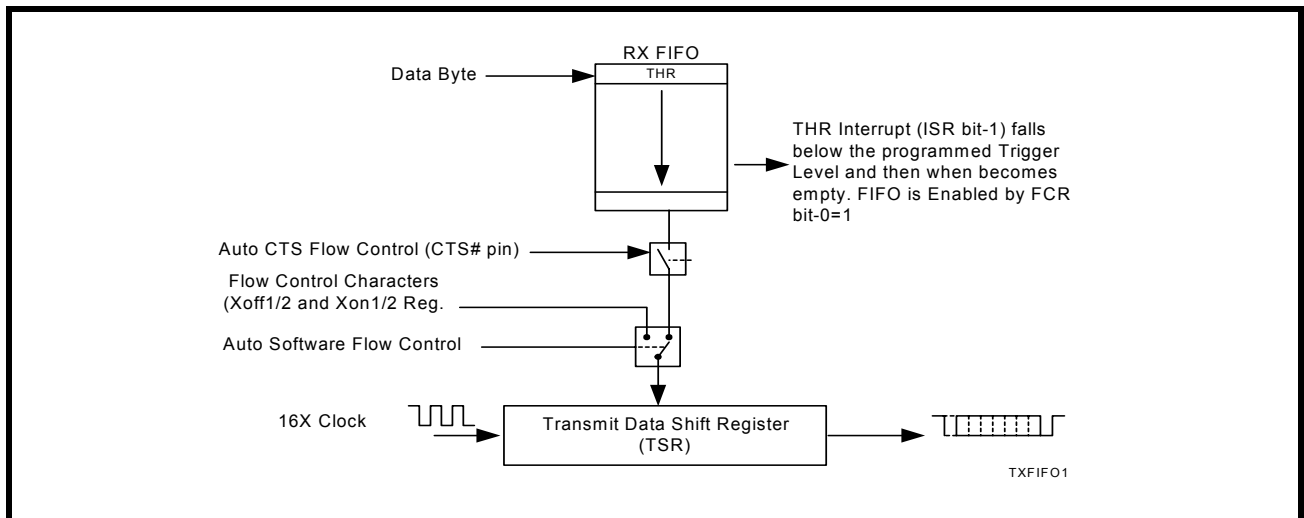 RX FIFO
Data Byte
THR
THR Interrupt (ISR bit-1) falls
below the programmed Trigger
Level and then when becomes
empty. FIFO is Enabled by FCR
bit-0=1
Auto CTS Flow Control (CTS# pin)
Flow Control Characters
(Xoff1/2 and Xon1/2 Reg.
Auto Software Flow Control
16X Clock
Transmit Data Shift Register
(TSR)
TXFIFO1